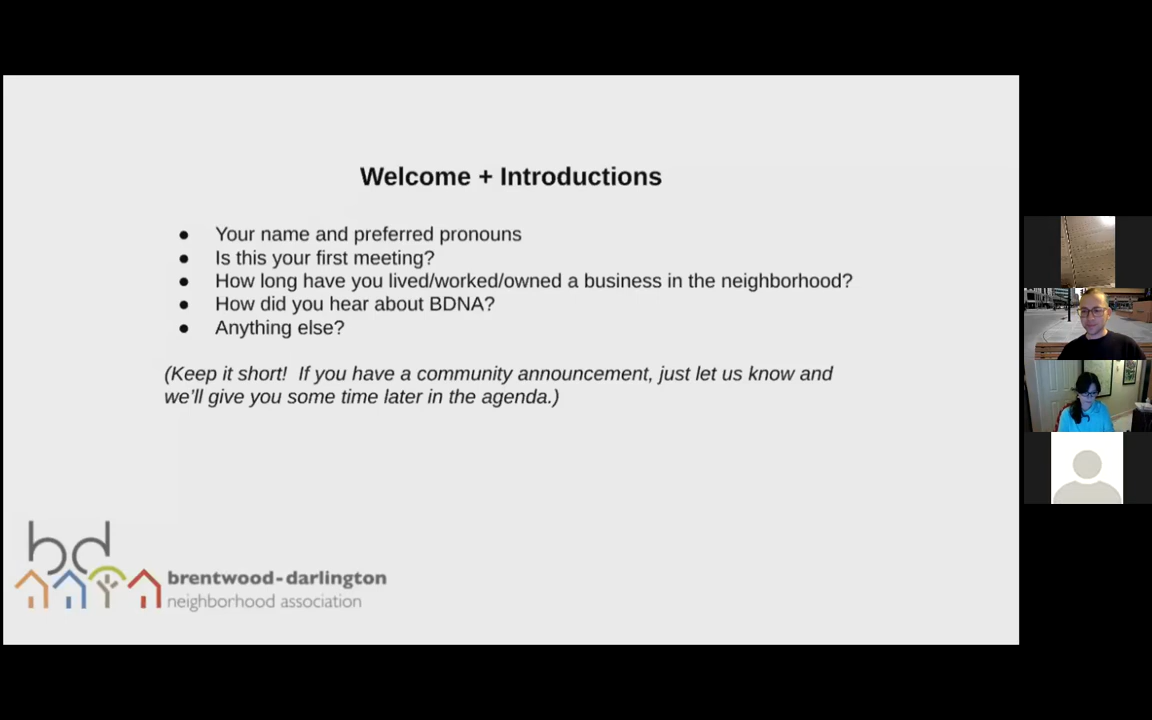 Welcome + Introductions
● Your name and preferred pronouns
● Is this your first meeting?
● How long have you lived/worked/owned a business in the neighborhood?
● How did you hear about BDNA?
● Anything else?
(Keep it short!  If you have a community announcement, just let us know and
we'll give you some time later in the agenda.)
bd
brentwood-darlington
neighborhood association